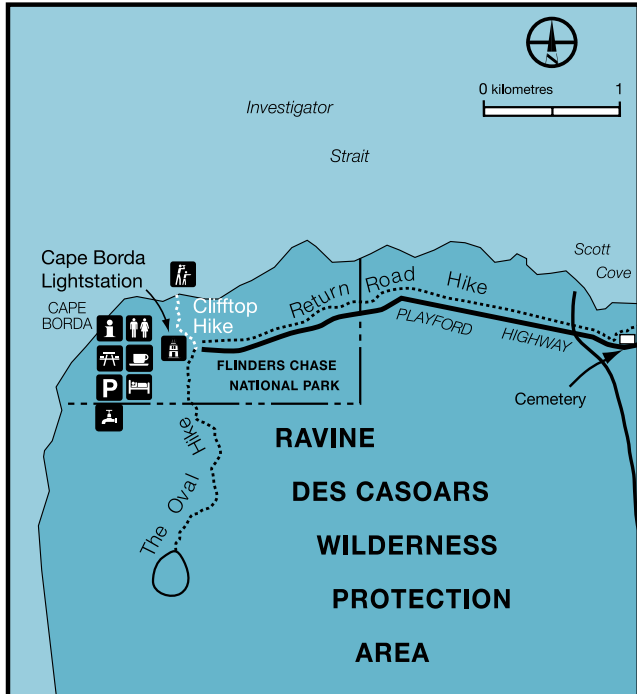 N
0 kilometres 1
Investigator
Strait
Scott
Cove
Cape Borda
Lightstation
CAPE
BORDA
Clifftop
Hike
Return Road Hike
PLAYFORD HIGHWAY
FLINDERS CHASE
NATIONAL PARK
Cemetery
i
P
The Oval Hike
RAVINE
DES CASOARS
WILDERNESS
PROTECTION
AREA